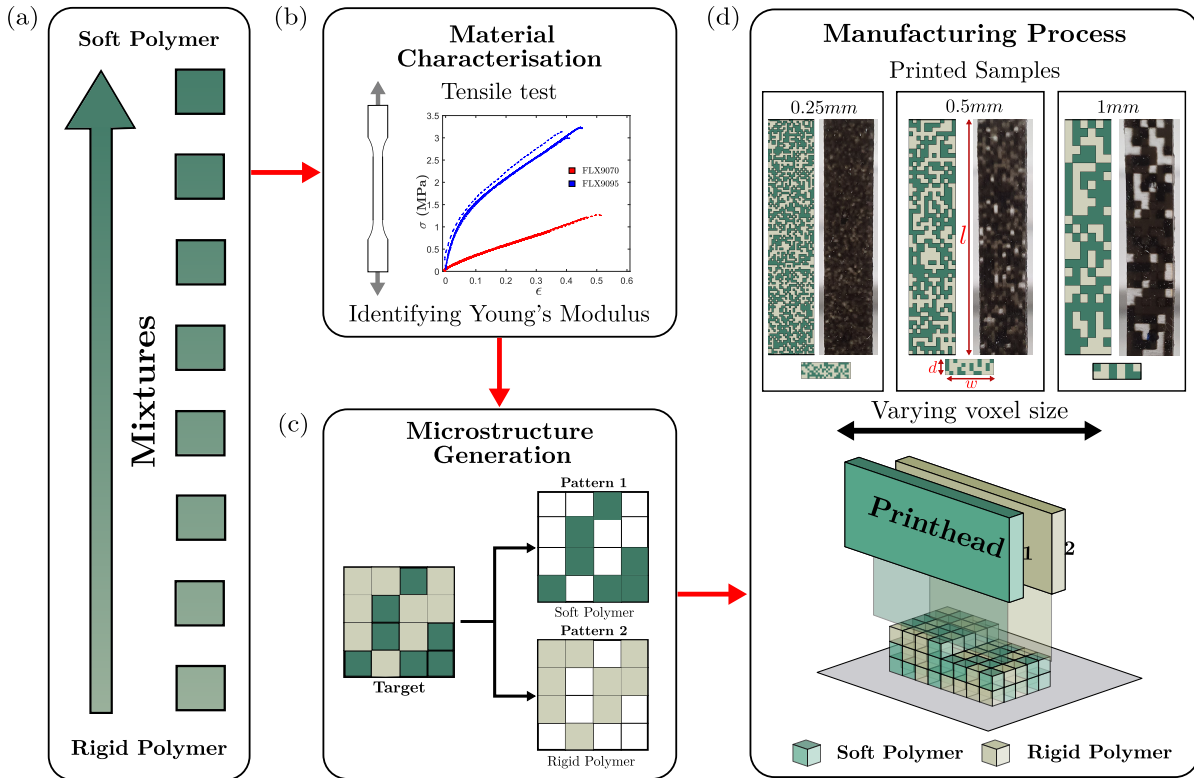 (a)
Soft Polymer
Mixtures
Rigid Polymer
(b)
Material
Characterisation
Tensile test
σ (MPa)
3.5
3
2.5
2
1.5
1
0.5
0
0
0.1
0.2
0.3
0.4
0.5
0.6
ϵ
FLX9070
FLX9095
Identifying Young's Modulus
(c)
Microstructure
Generation
Target
Pattern 1
Soft Polymer
Pattern 2
Rigid Polymer
(d)
Manufacturing Process
Printed Samples
0.25mm
0.5mm
1mm
l
d
w
Varying voxel size
Printhead
1
2
Soft Polymer
Rigid Polymer